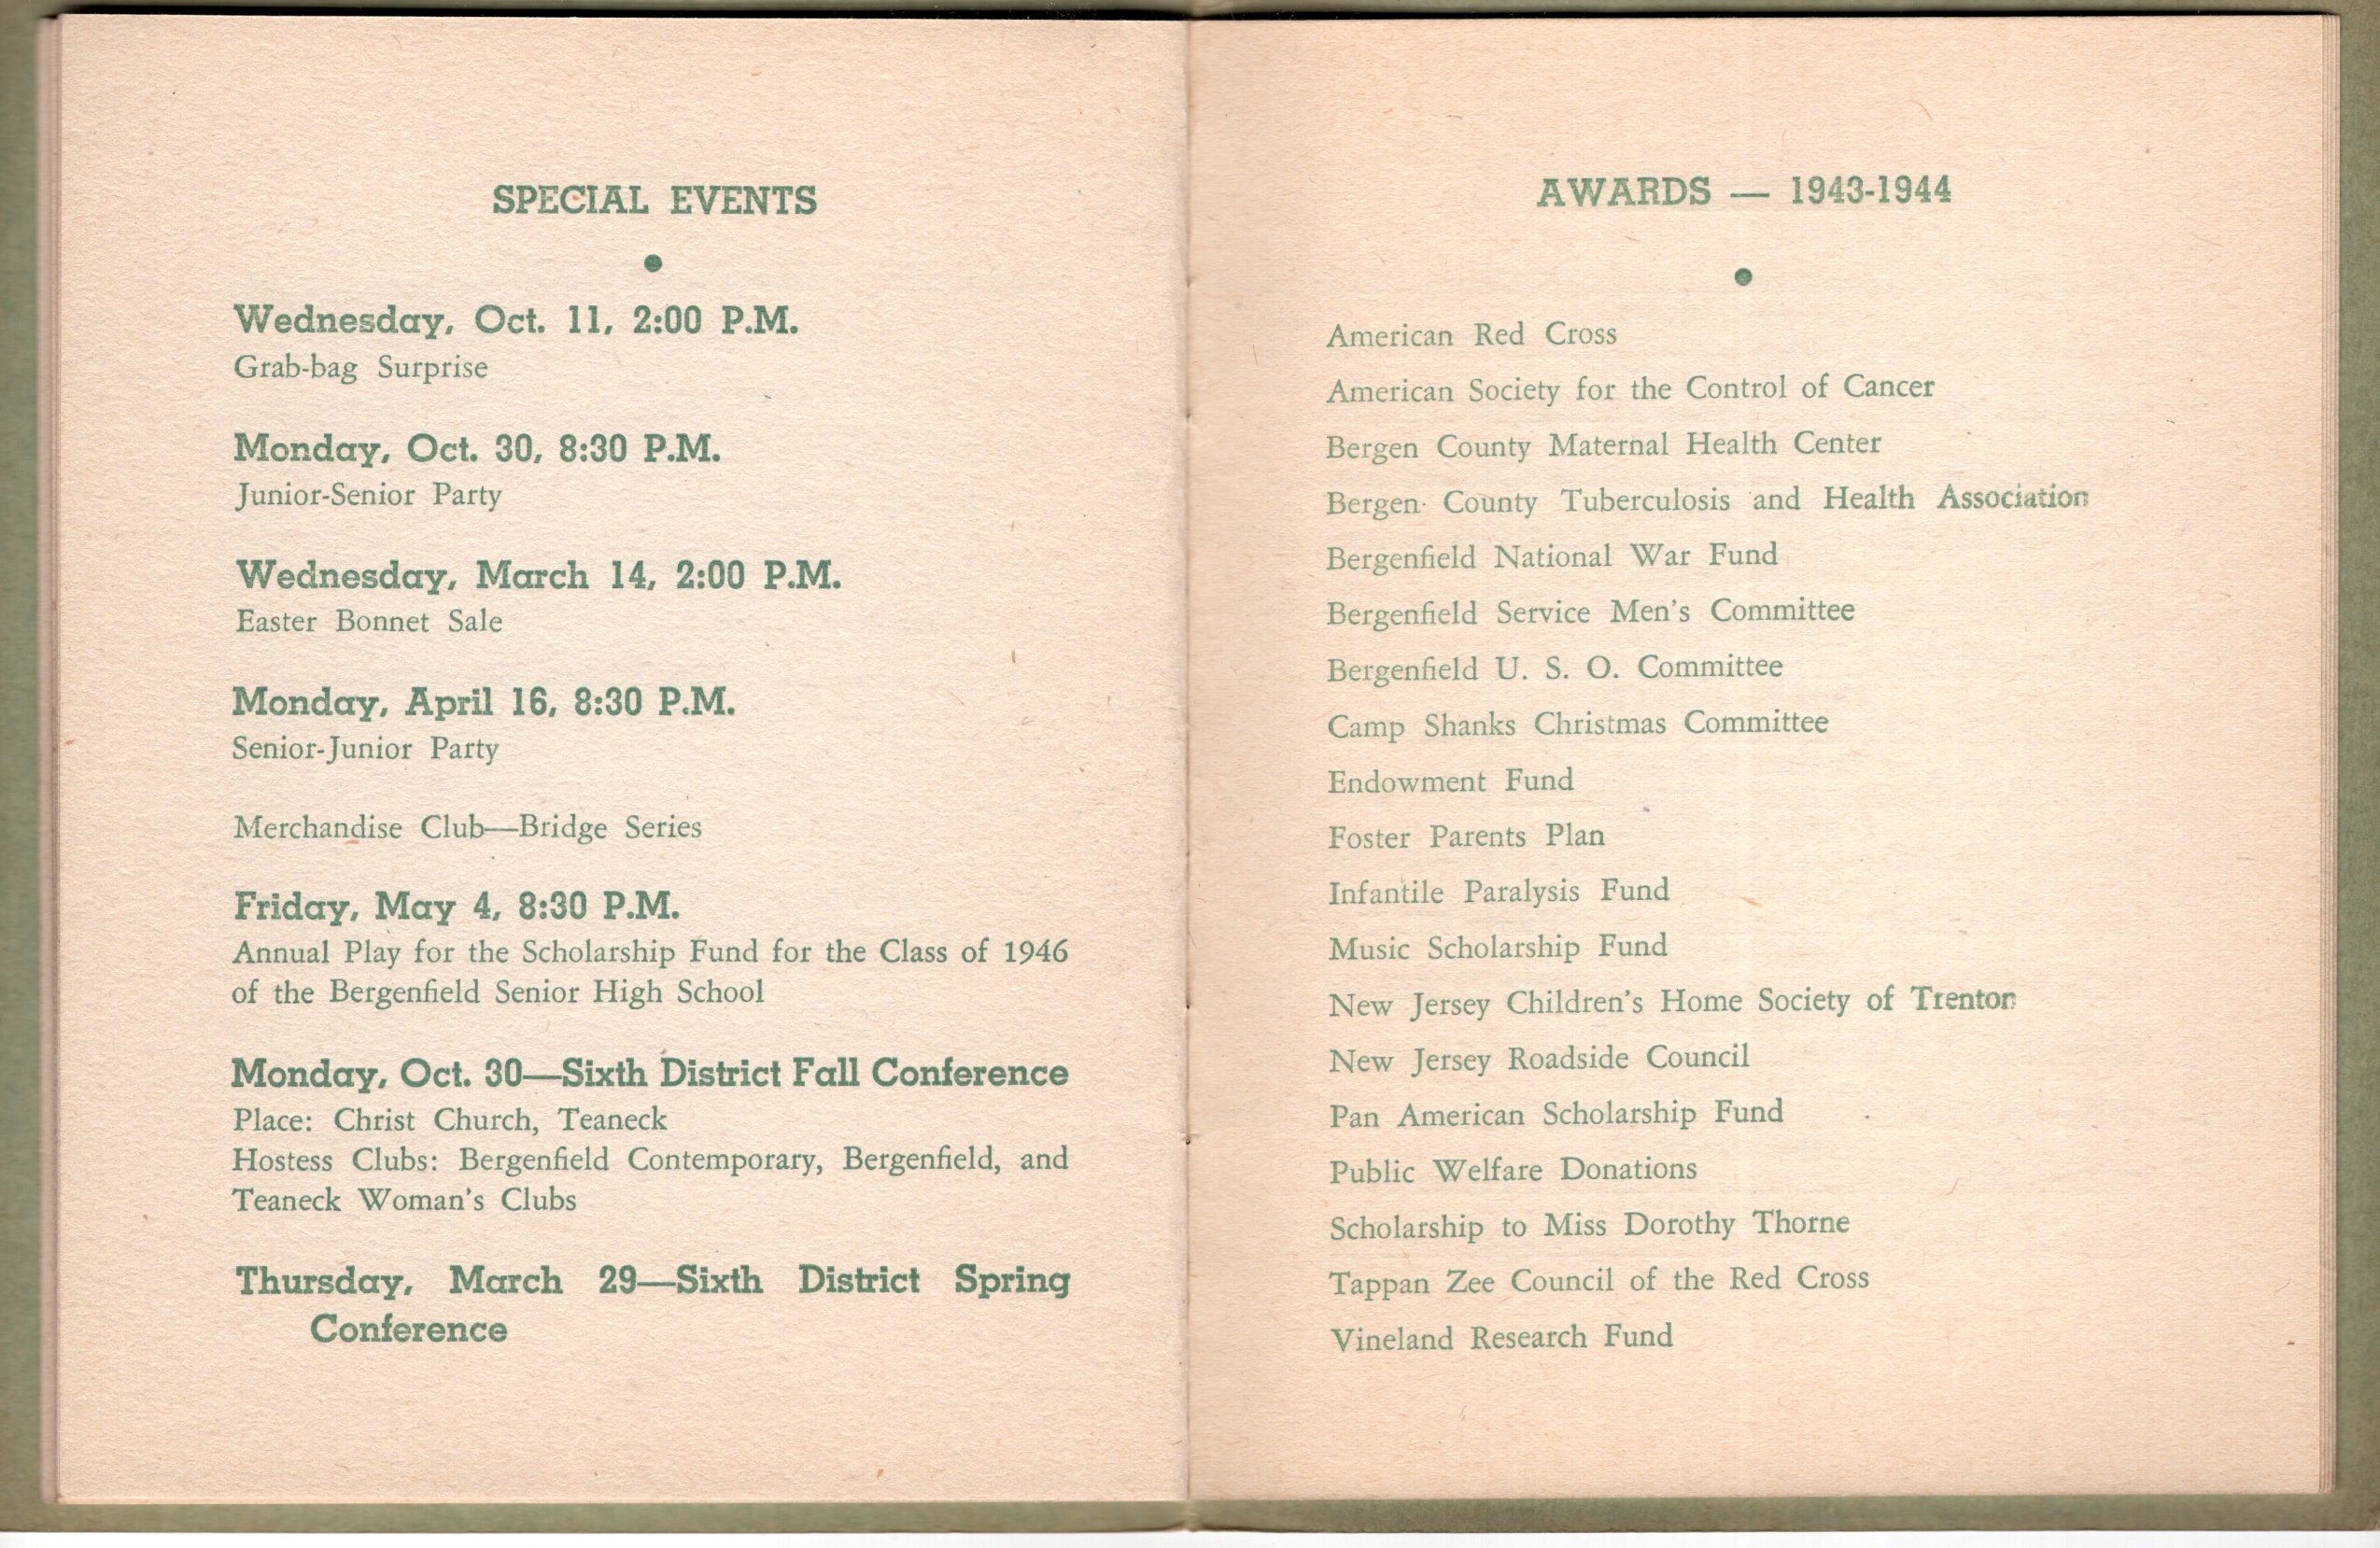 SPECIAL EVENTS
Wednesday, Oct. 11, 2:00 P.M.
Grab-bag Surprise
Monday, Oct. 30, 8:30 P.M.
Junior-Senior Party
Wednesday, March 14, 2:00 P.M.
Easter Bonnet Sale
Monday, April 16, 8:30 P.M.
Senior-Junior Party
Merchandise Club—Bridge Series
Friday, May 4, 8:30 P.M.
Annual Play for the Scholarship Fund for the Class of 1946
of the Bergenfield Senior High School
Monday, Oct. 30—Sixth District Fall Conference
Place: Christ Church, Teaneck
Hostess Clubs: Bergenfield Contemporary, Bergenfield, and
Teaneck Woman's Clubs
Thursday, March 29—Sixth District Spring
Conference
AWARDS — 1943-1944
American Red Cross
American Society for the Control of Cancer
Bergen County Maternal Health Center
Bergen County Tuberculosis and Health Association
Bergenfield National War Fund
Bergenfield Service Men's Committee
Bergenfield U. S. O. Committee
Camp Shanks Christmas Committee
Endowment Fund
Foster Parents Plan
Infantile Paralysis Fund
Music Scholarship Fund
New Jersey Children's Home Society of Trenton
New Jersey Roadside Council
Pan American Scholarship Fund
Public Welfare Donations
Scholarship to Miss Dorothy Thorne
Tappan Zee Council of the Red Cross
Vineland Research Fund